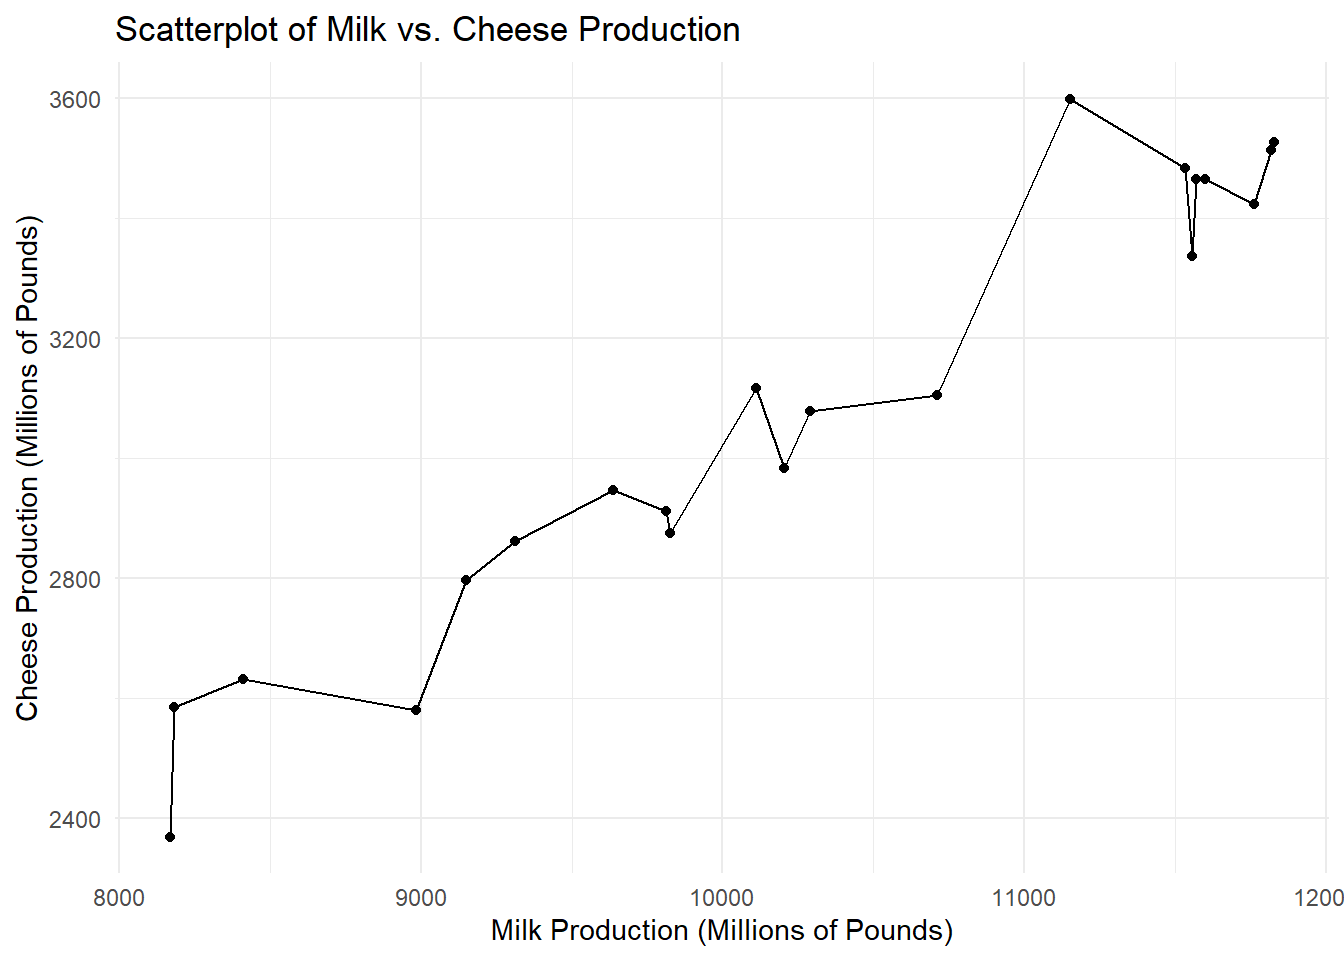 Scatterplot of Milk vs. Cheese Production
Cheese Production (Millions of Pounds)
3600
3200
2800
2400
8000 9000 10000 11000 1200
Milk Production (Millions of Pounds)